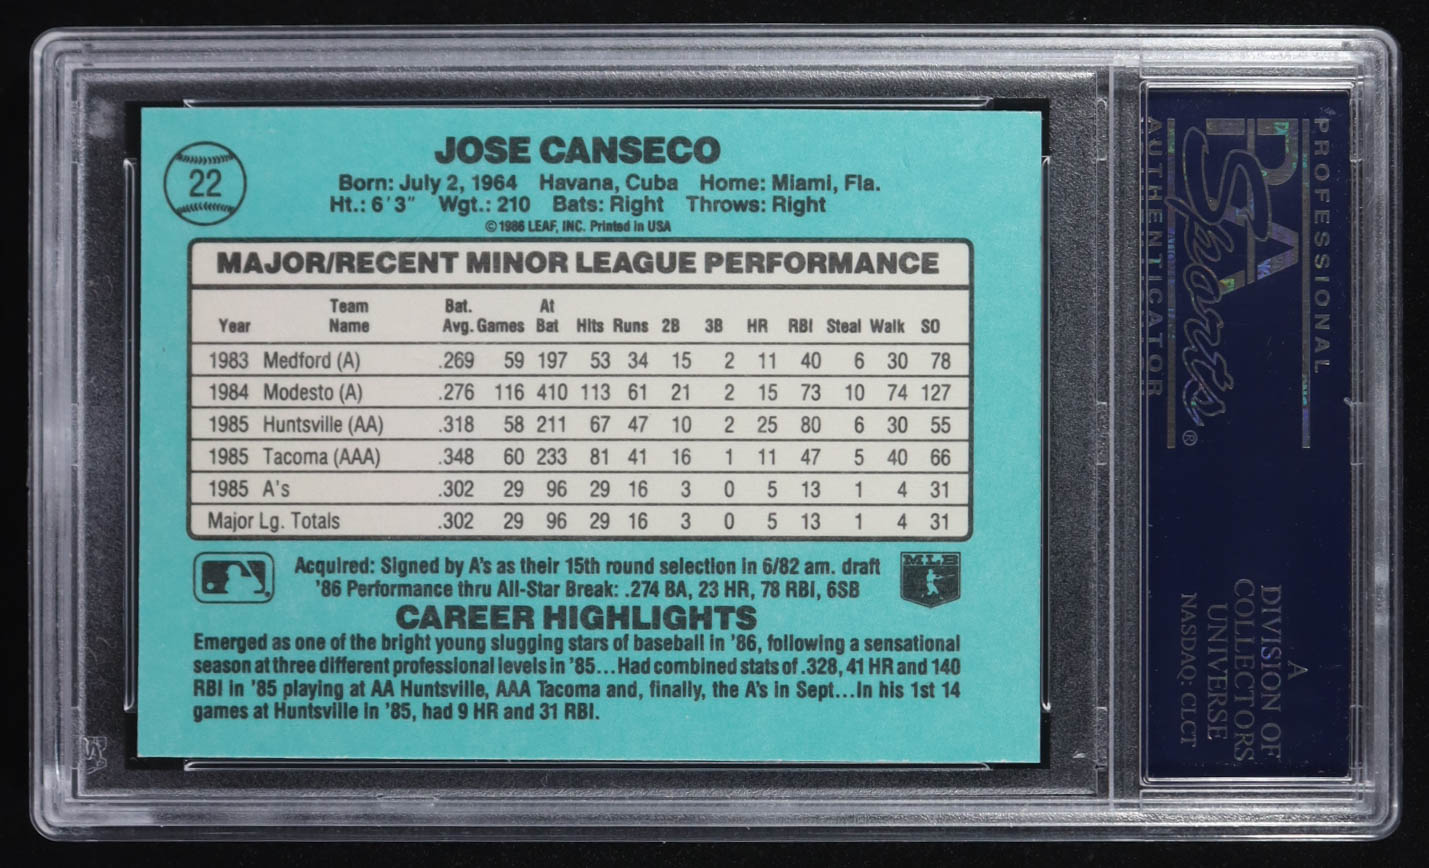 22
JOSE CANSECO
Born: July 2, 1964 Havana, Cuba Home: Miami, Fla.
Ht.: 6'3" Wgt.: 210 Bats: Right Throws: Right
©1986 LEAF, INC. Printed in USA
MAJOR/RECENT MINOR LEAGUE PERFORMANCE
Year Team Name Bat. Avg. Games At Bat Hits Runs 2B 3B HR RBI Steal Walk SO
1983 Medford (A) .269 59 197 53 34 15 2 11 40 6 30 78
1984 Modesto (A) .276 116 410 113 61 21 2 15 73 10 74 127
1985 Huntsville (AA) .318 58 211 67 47 10 2 25 80 6 30 55
1985 Tacoma (AAA) .348 60 233 81 41 16 1 11 47 5 40 66
1985 A's .302 29 96 29 16 3 0 5 13 1 4 31
Major Lg. Totals .302 29 96 29 16 3 0 5 13 1 4 31
Acquired: Signed by A's as their 15th round selection in 6/82 am. draft
'86 Performance thru All-Star Break: .274 BA, 23 HR, 78 RBI, 6SB
MLB
CAREER HIGHLIGHTS
Emerged as one of the bright young slugging stars of baseball in '86, following a sensational
season at three different professional levels in '85...Had combined stats of .328, 41 HR and 140
RBI in '85 playing at AA Huntsville, AAA Tacoma and, finally, the A's in Sept...In his 1st 14
games at Huntsville in '85, had 9 HR and 31 RBI.
PROFESSIONAL
PSA
Sports®
AUTHENTICATOR
A
DIVISION OF
COLLECTORS
UNIVERSE
NASDAQ: CLCT